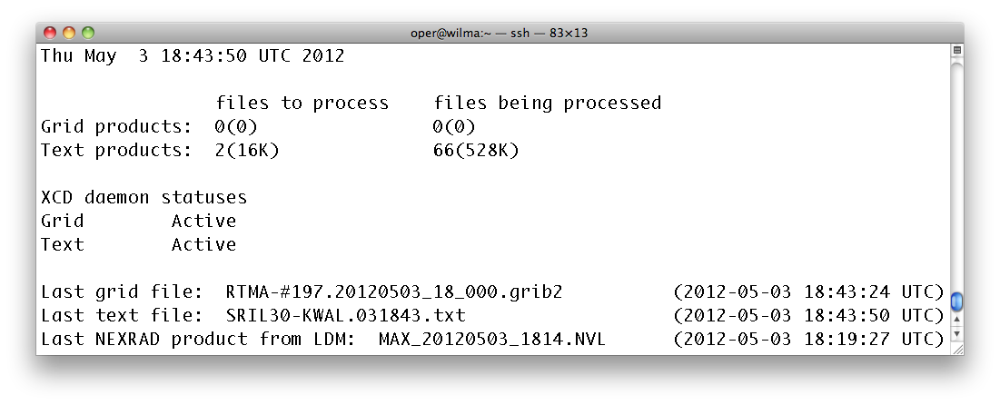 oper@wilma:~ — ssh — 83×13
Thu May  3 18:43:50 UTC 2012
files to process    files being processed
Grid products:  0(0)                0(0)
Text products:  2(16K)              66(528K)
XCD daemon statuses
Grid        Active
Text        Active
Last grid file:  RTMA-#197.20120503_18_000.grib2          (2012-05-03 18:43:24 UTC)
Last text file:  SRIL30-KWAL.031843.txt                   (2012-05-03 18:43:50 UTC)
Last NEXRAD product from LDM:  MAX_20120503_1814.NVL      (2012-05-03 18:19:27 UTC)